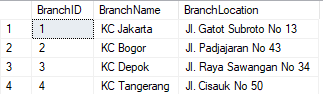 BranchID BranchName BranchLocation
1 1 KC Jakarta Jl. Gatot Subroto No 13
2 2 KC Bogor Jl. Padjajaran No 43
3 3 KC Depok Jl. Raya Sawangan No 34
4 4 KC Tangerang Jl. Cisauk No 50